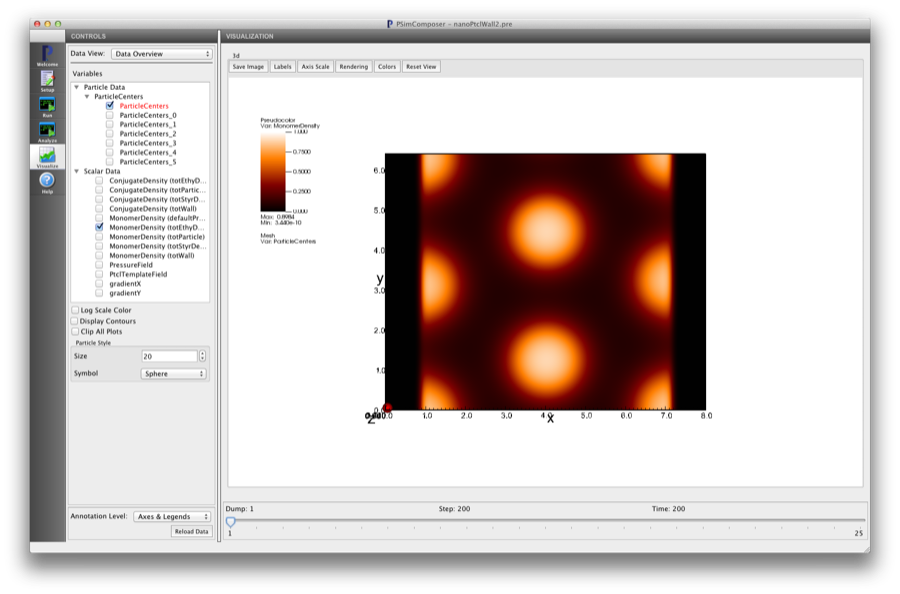 PSimComposer - nanoPtclWall2.pre
CONTROLS
VISUALIZATION
Welcome
Setup
Run
Analyze
Visualize
Help
Data View: Data Overview
Variables
Particle Data
ParticleCenters
ParticleCenters
ParticleCenters_0
ParticleCenters_1
ParticleCenters_2
ParticleCenters_3
ParticleCenters_4
ParticleCenters_5
Scalar Data
ConjugateDensity (totEthyD...
ConjugateDensity (totPartic...
ConjugateDensity (totStyrD...
ConjugateDensity (totWall)
MonomerDensity (defaultPr...
MonomerDensity (totEthyD...
MonomerDensity (totParticle)
MonomerDensity (totStyrDe...
MonomerDensity (totWall)
PressureField
PtclTemplateField
gradientX
gradientY
Log Scale Color
Display Contours
Clip All Plots
Particle Style
Size 20
Symbol Sphere
Annotation Level: Axes & Legends
Reload Data
3d
Save Image Labels Axis Scale Rendering Colors Reset View
Pseudocolor
Var: MonomerDensity
1.000
0.7500
0.5000
0.2500
0.000
Max: 0.8984
Mesh
Var: ParticleCenters
6.0
5.0
4.0
y
3.0
2.0
1.0
1.0 2.0 3.0 4.0 5.0 6.0 7.0 8.0
Z X
Dump: 1 Step: 200 Time: 200
1 25